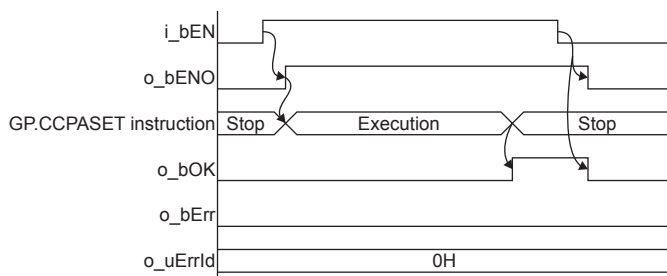 i_bEN
o_bENO
GP.CCPASET instruction Stop Execution Stop
o_bOK
o_bErr
o_uErrId 0H